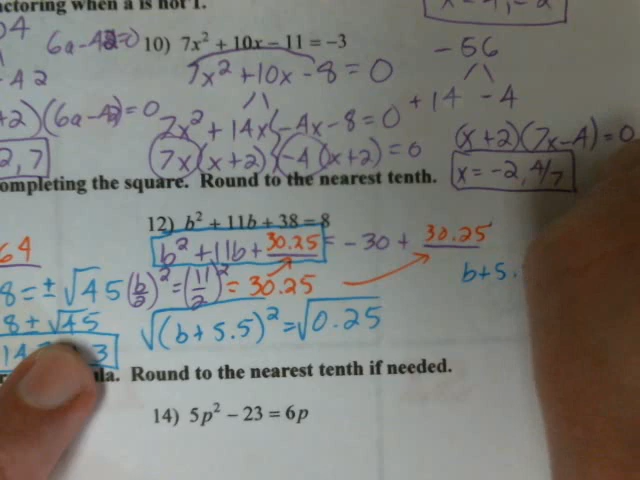 actoring when a is not 1.
6a-42=0 10) 7x² + 10x – 11 = –3
7x² +10x -8 = 0
-56
+14 -4
+2)(6a-42)=0
7x² + 14x -4x -8 = 0
7x(x+2) -4(x+2) = 0
(x+2)(7x-4)=0
2,7
x = -2, 4/7
ompleting the square. Round to the nearest tenth.
12) b² + 11b + 38 = 8
64
b² +11b + 30.25 = -30 + 30.25
8 = ± √45
(b/2)² = (11/2)² = 30.25
b+5.
8 ± √45
√(b + 5.5)² = √0.25
3
ula. Round to the nearest tenth if needed.
14) 5p² – 23 = 6p